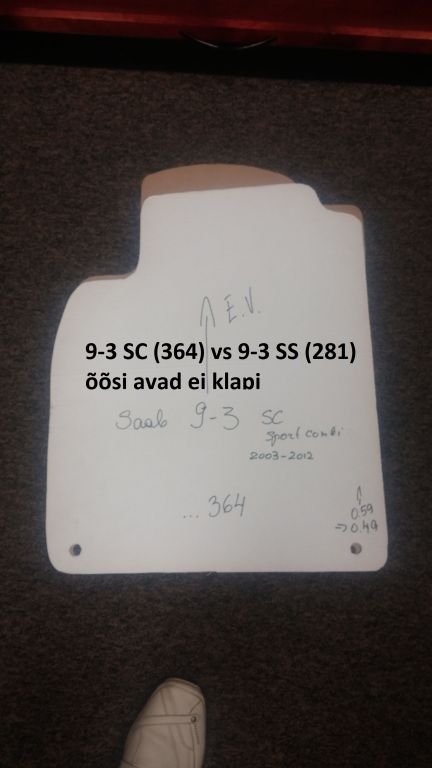 E.V.
9-3 SC (364) vs 9-3 SS (281)
õõsi avad ei klapi
Saab 9-3 SC
Sport combi
2003-2012
... 364
0.59
⇒ 0.49